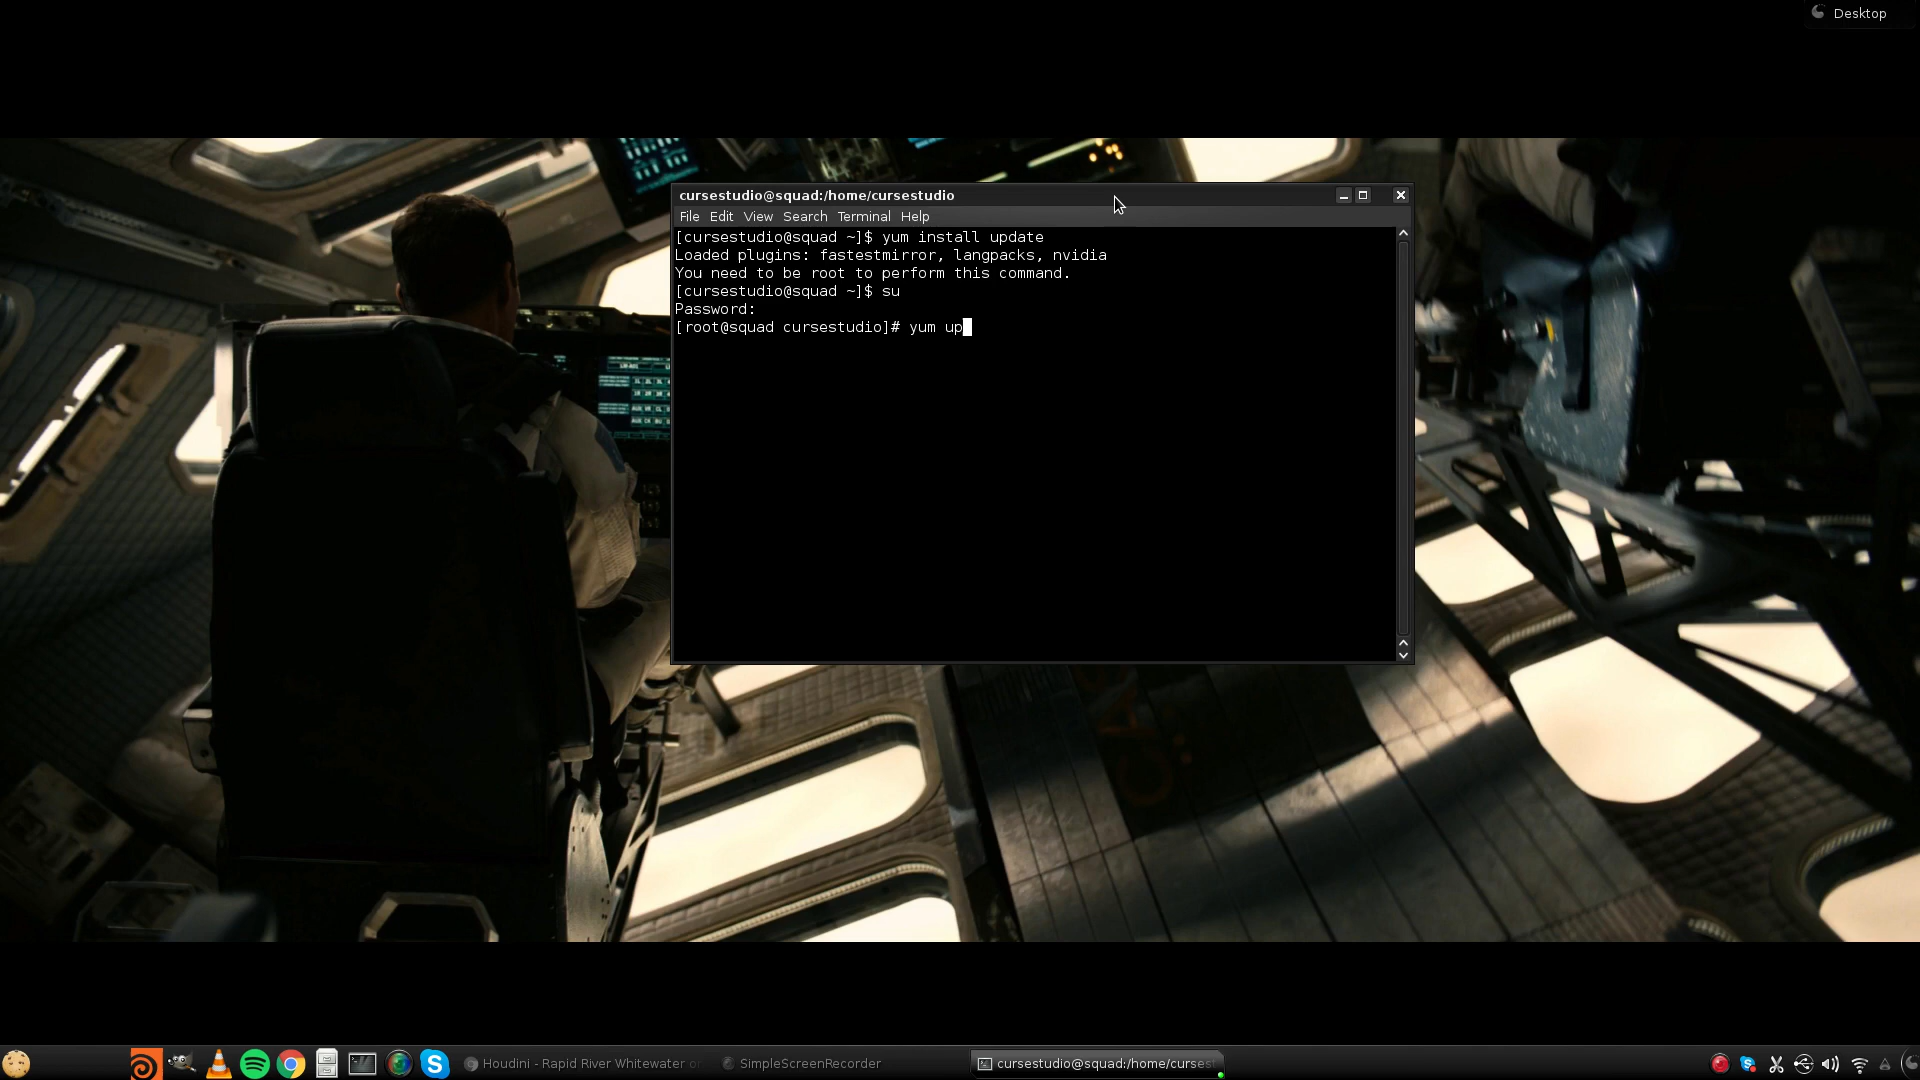 Desktop
cursestudio@squad:/home/cursestudio
File Edit View Search Terminal Help
[cursestudio@squad ~]$ yum install update
Loaded plugins: fastestmirror, langpacks, nvidia
You need to be root to perform this command.
[cursestudio@squad ~]$ su
Password:
[root@squad cursestudio]# yum up
Houdini - Rapid River Whitewater or
SimpleScreenRecorder
cursestudio@squad:/home/curses